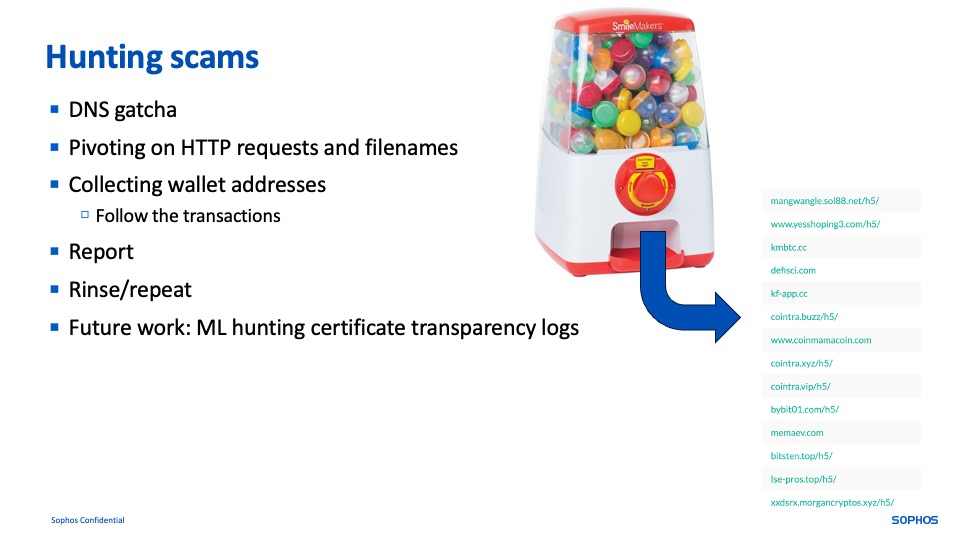 Hunting scams
DNS gatcha
Pivoting on HTTP requests and filenames
Collecting wallet addresses
Follow the transactions
Report
Rinse/repeat
Future work: ML hunting certificate transparency logs
SmileMakers
mangwangle.sol88.net/h5/
www.yesshoping3.com/h5/
kmbtc.cc
defisci.com
kf-app.cc
cointra.buzz/h5/
www.coinmamacoin.com
cointra.xyz/h5/
cointra.vip/h5/
bybit01.com/h5/
memaev.com
bitsten.top/h5/
lse-pros.top/h5/
xxdsrx.morgancryptos.xyz/h5/
Sophos Confidential
SOPHOS